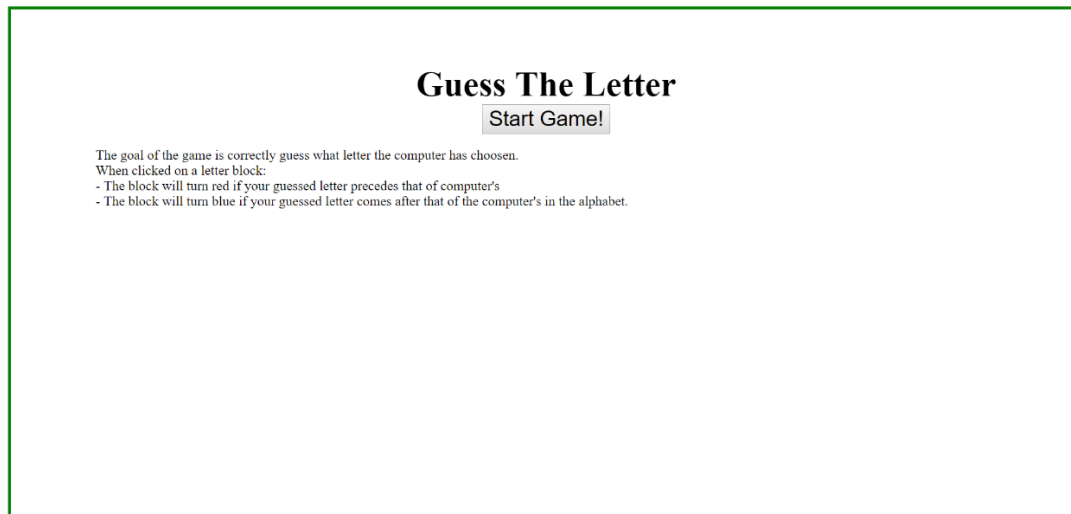 Guess The Letter
Start Game!
The goal of the game is correctly guess what letter the computer has choosen.
When clicked on a letter block:
- The block will turn red if your guessed letter precedes that of computer's
- The block will turn blue if your guessed letter comes after that of the computer's in the alphabet.